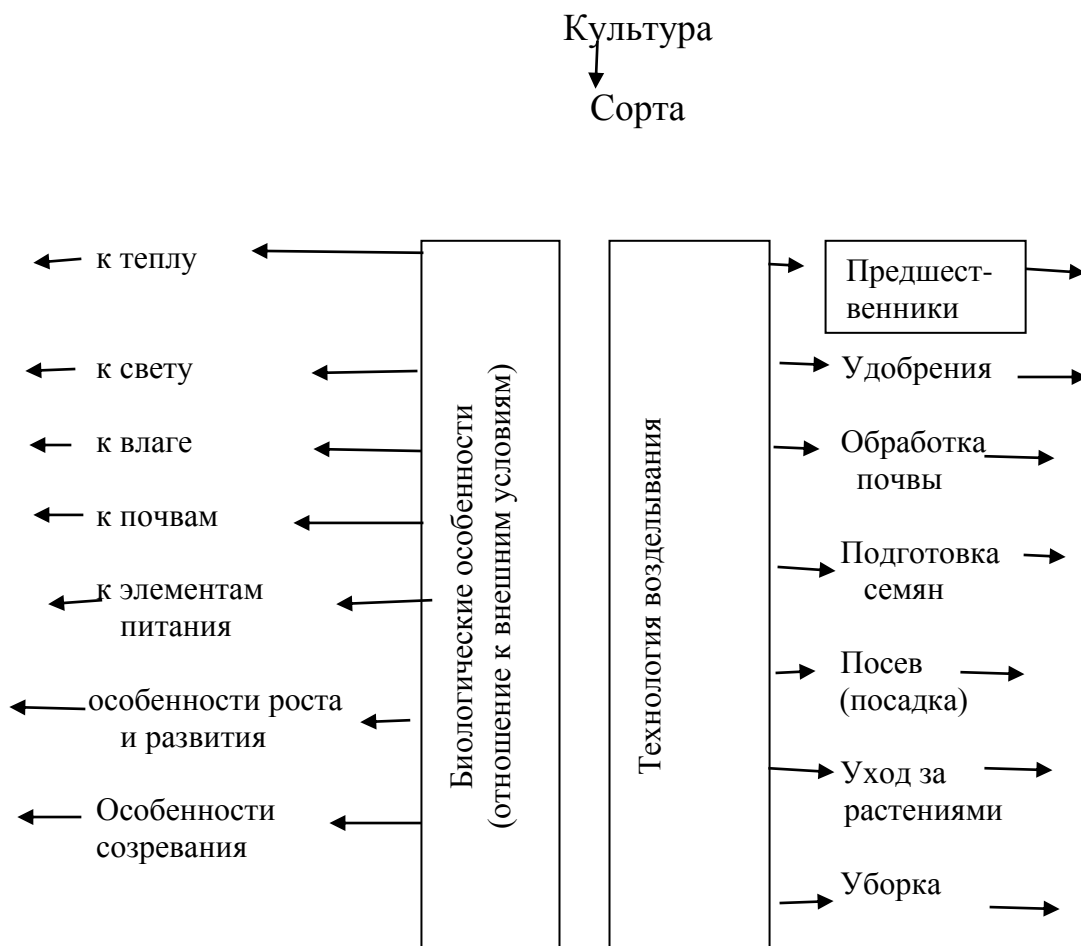 Культура
Сорта
к теплу
к свету
к влаге
к почвам
к элементам
питания
особенности роста
и развития
Особенности
созревания
Биологические особенности
(отношение к внешним условиям)
Технология возделывания
Предшест-
венники
Удобрения
Обработка
почвы
Подготовка
семян
Посев
(посадка)
Уход за
растениями
Уборка